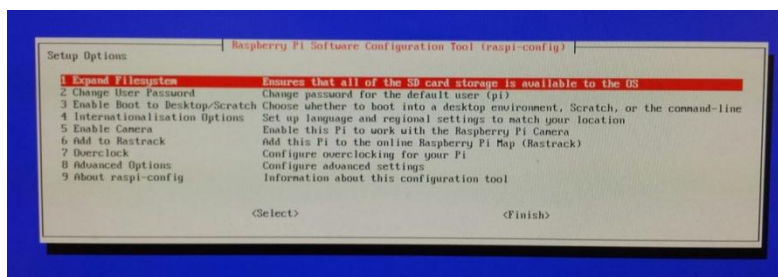 Raspberry Pi Software Configuration Tool (raspi-config)
Setup Options
1 Expand Filesystem Ensures that all of the SD card storage is available to the OS
2 Change User Password Change password for the default user (pi)
3 Enable Boot to Desktop/Scratch Choose whether to boot into a desktop environment, Scratch, or the command-line
4 Internationalisation Options Set up language and regional settings to match your location
5 Enable Camera Enable this Pi to work with the Raspberry Pi Camera
6 Add to Rastrack Add this Pi to the online Raspberry Pi Map (Rastrack)
7 Overclock Configure overclocking for your Pi
8 Advanced Options Configure advanced settings
9 About raspi-config Information about this configuration tool
<Select> <Finish>